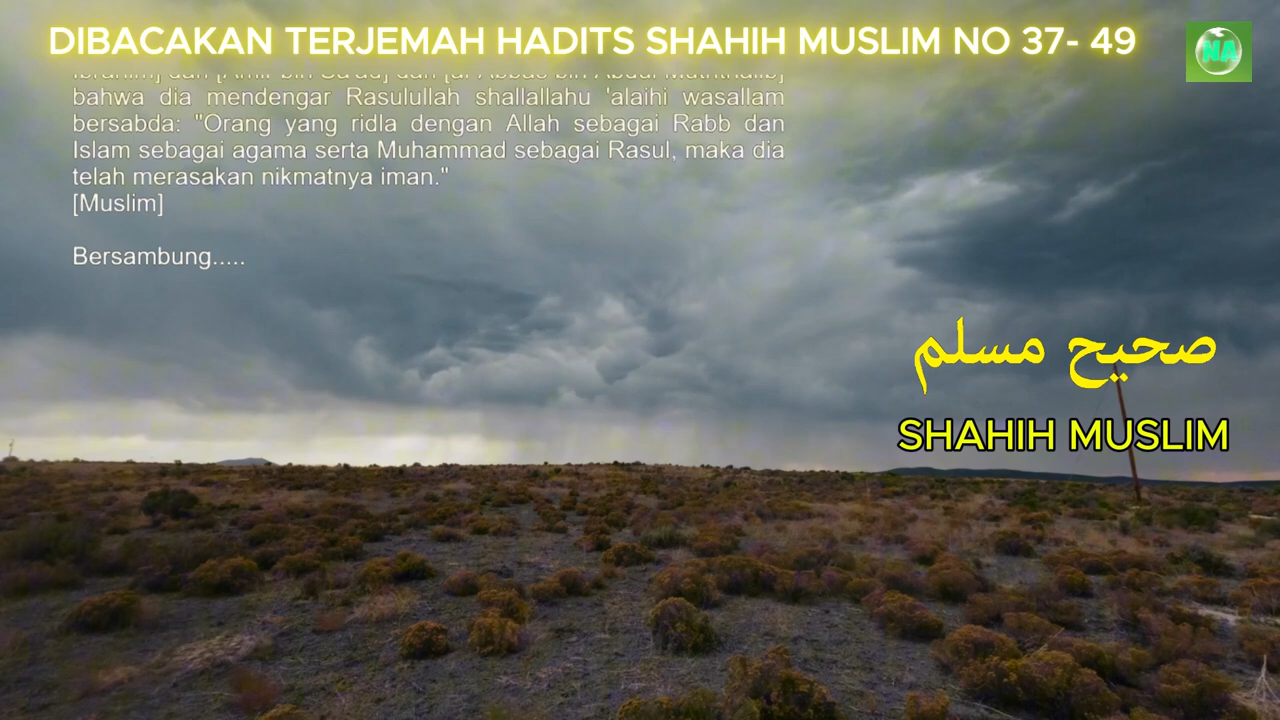 DIBACAKAN TERJEMAH HADITS SHAHIH MUSLIM NO 37- 49
NA
bahwa dia mendengar Rasulullah shallallahu 'alaihi wasallam
bersabda: "Orang yang ridla dengan Allah sebagai Rabb dan
Islam sebagai agama serta Muhammad sebagai Rasul, maka dia
telah merasakan nikmatnya iman."
[Muslim]
Bersambung.....
صحيح مسلم
SHAHIH MUSLIM